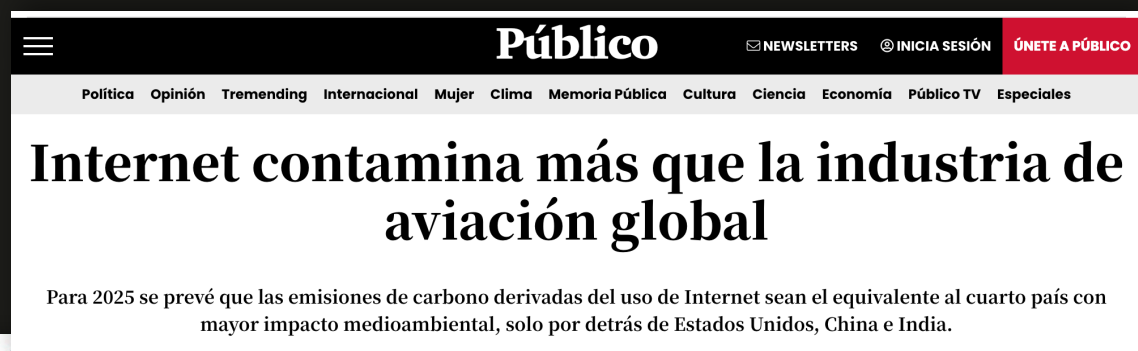 Público
NEWSLETTERS INICIA SESIÓN ÚNETE A PÚBLICO
Política Opinión Tremending Internacional Mujer Clima Memoria Pública Cultura Ciencia Economía Público TV Especiales
Internet contamina más que la industria de
aviación global
Para 2025 se prevé que las emisiones de carbono derivadas del uso de Internet sean el equivalente al cuarto país con
mayor impacto medioambiental, solo por detrás de Estados Unidos, China e India.